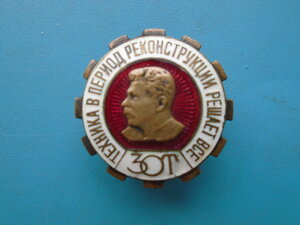 ТЕХНИКА В ПЕРИОД РЕКОНСТРУКЦИИ РЕШАЕТ ВСЕ
ЗОТ